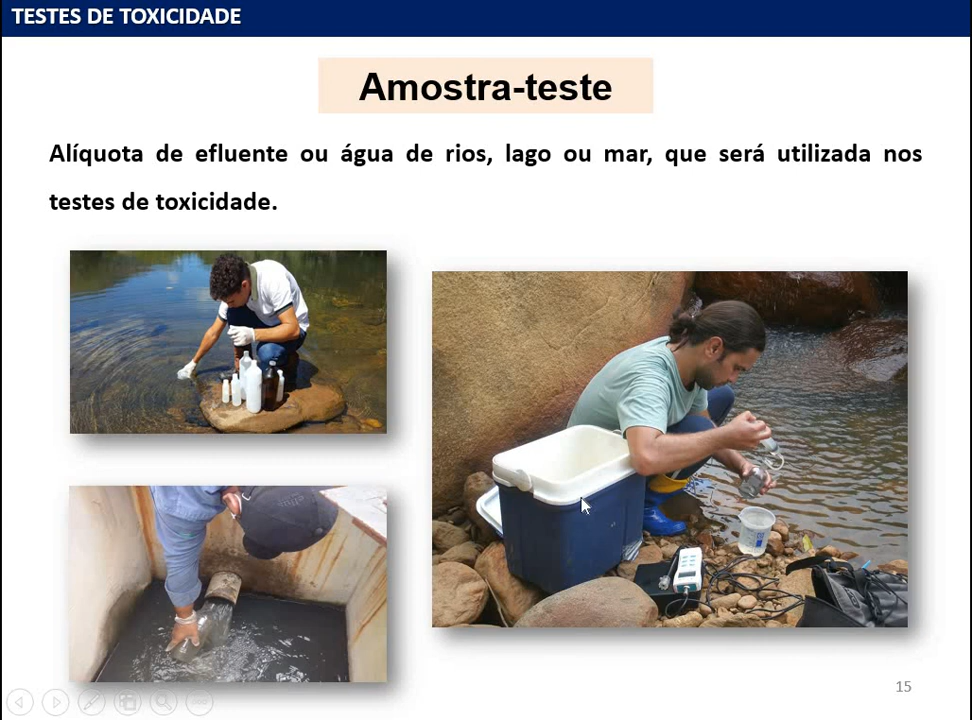 TESTES DE TOXICIDADE
Amostra-teste
Alíquota de efluente ou água de rios, lago ou mar, que será utilizada nos
testes de toxicidade.
15